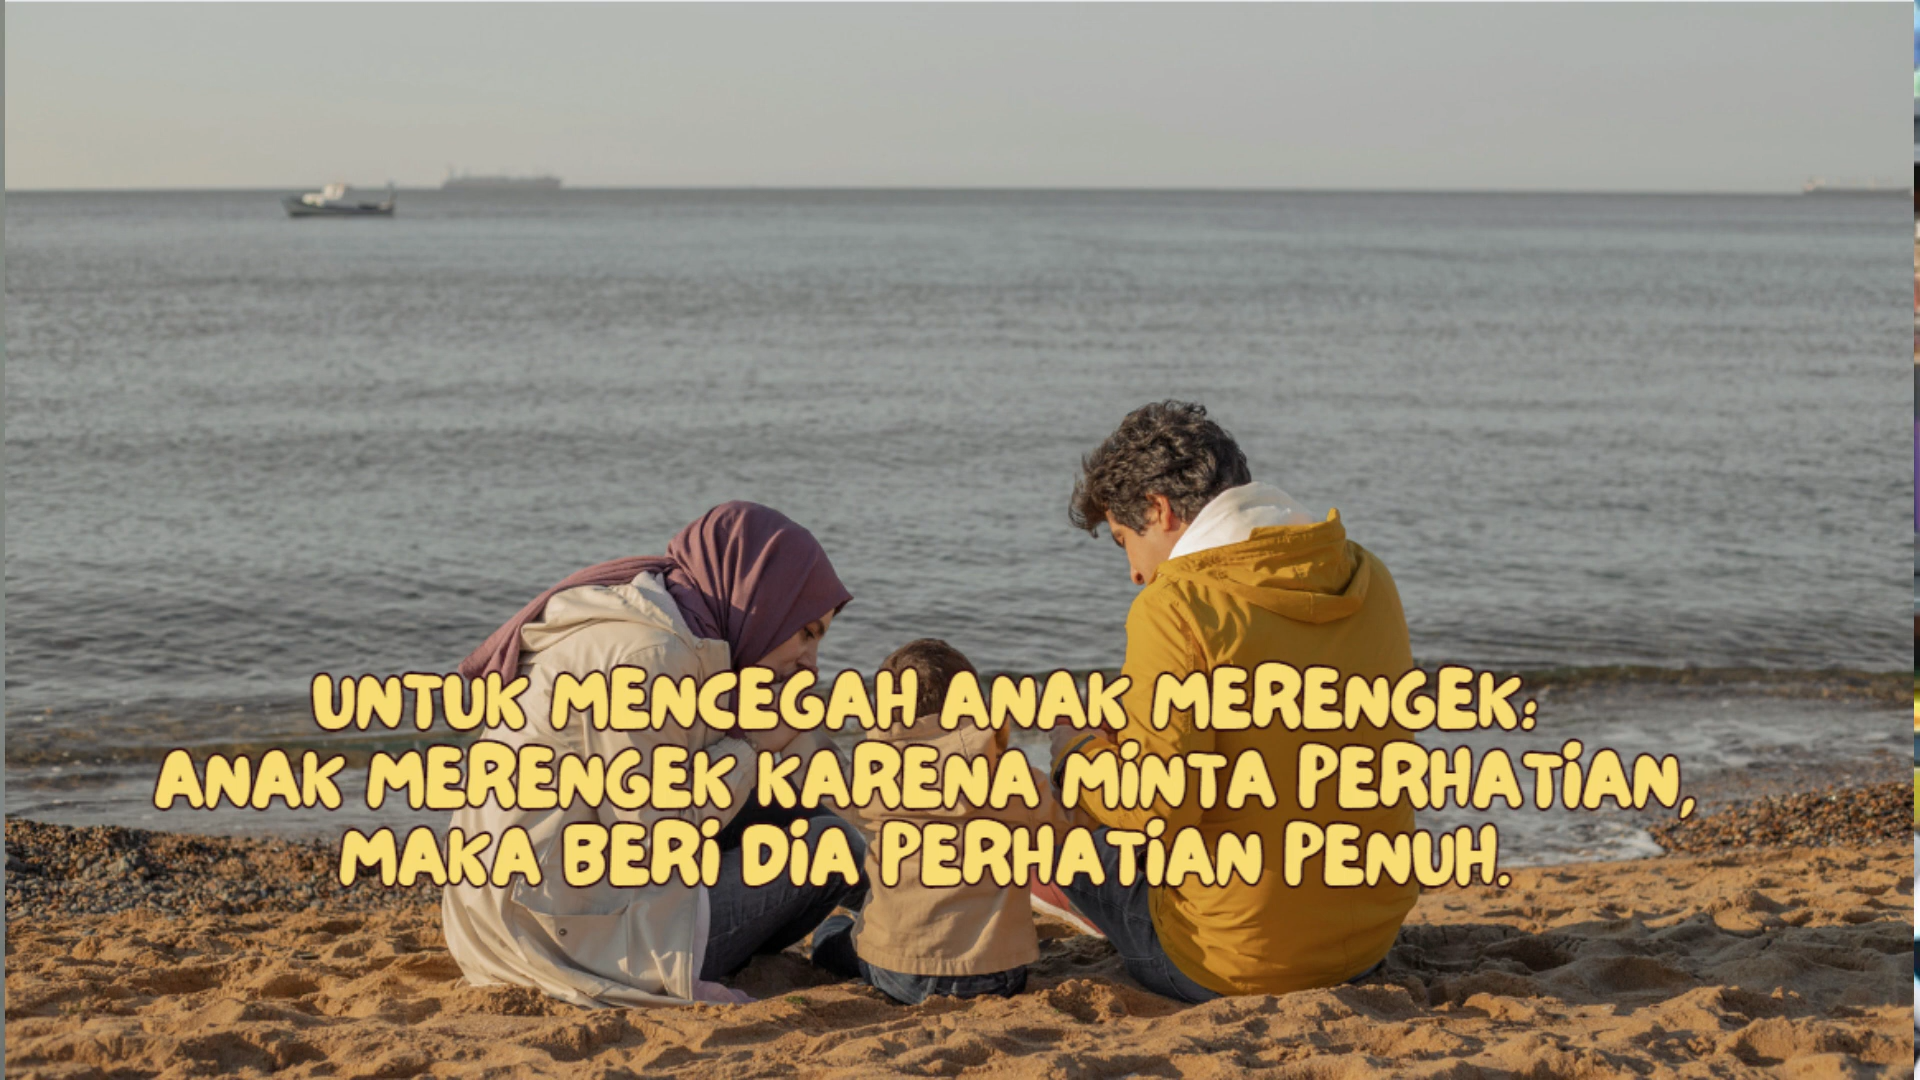 UNTUK MENCEGAH ANAK MERENGEK:
ANAK MERENGEK KARENA MINTA PERHATIAN,
MAKA BERI DIA PERHATIAN PENUH.